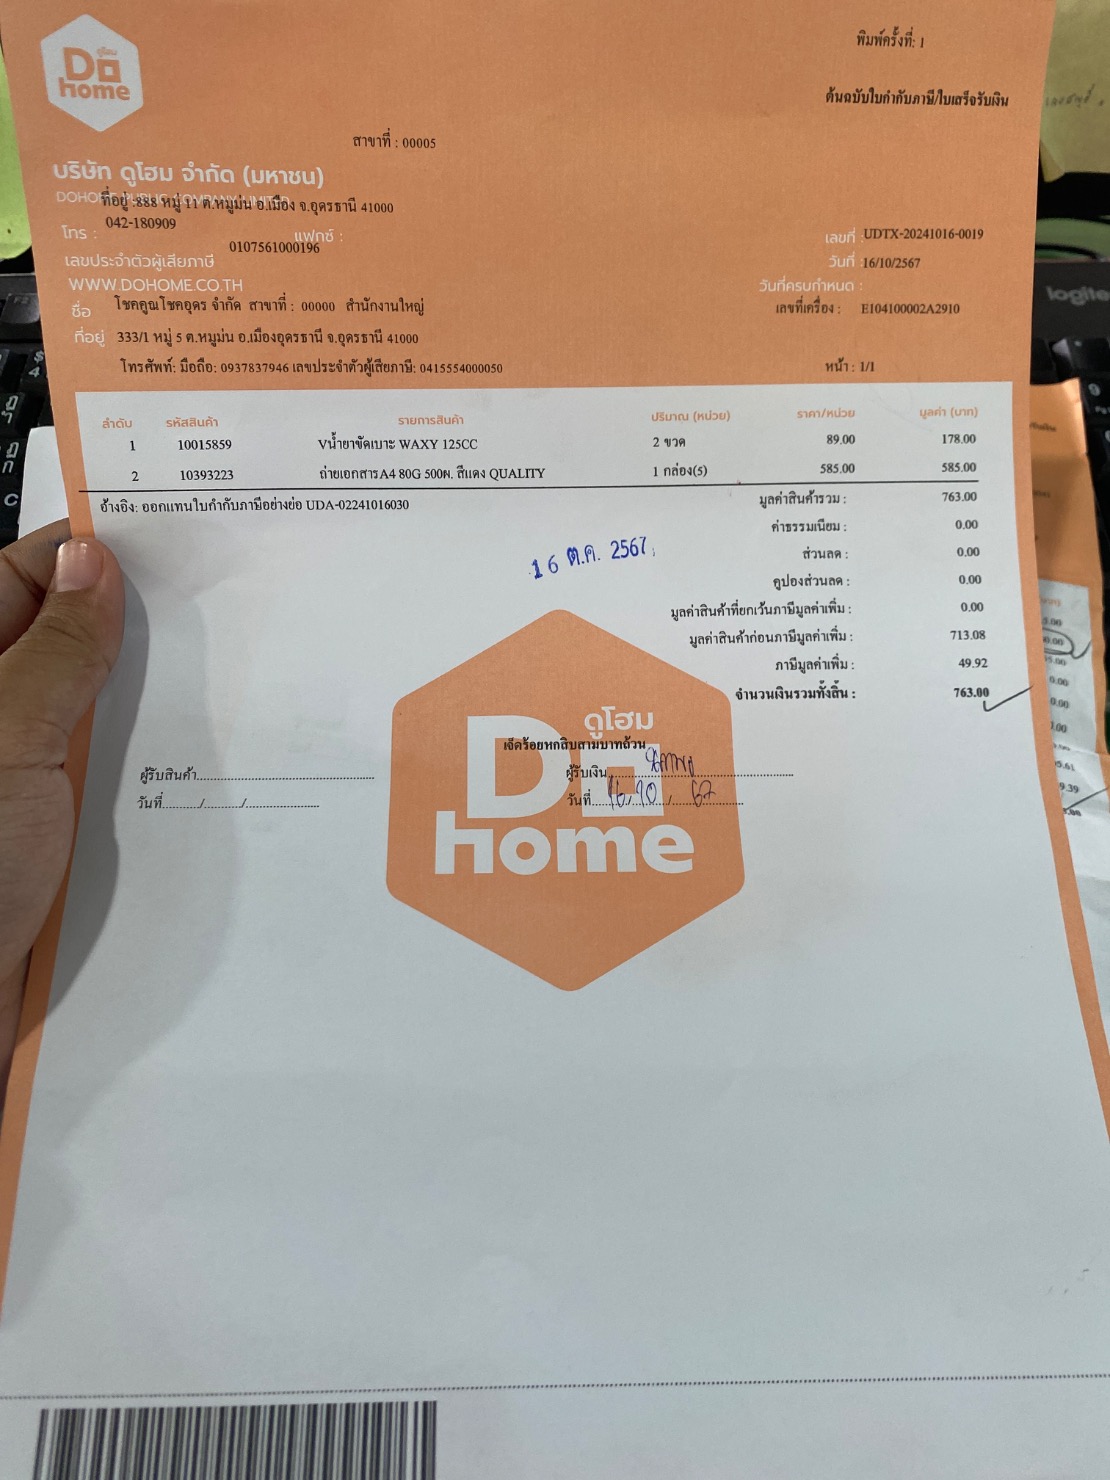 ดูโฮม
Do
home
พิมพ์ครั้งที่: 1
ต้นฉบับใบกำกับภาษี/ใบเสร็จรับเงิน
สาขาที่ : 00005
บริษัท ดูโฮม จำกัด (มหาชน)
DOHOME PUBLIC COMPANY LIMITED
ที่อยู่ :888 หมู่ 11 ต.หมูม่น อ.เมือง จ.อุดรธานี 41000
โทร : 042-180909 แฟกซ์ :
เลขที่ : UDTX-20241016-0019
เลขประจำตัวผู้เสียภาษี 0107561000196
วันที่ : 16/10/2567
WWW.DOHOME.CO.TH
วันที่ครบกำหนด :
ชื่อ โชคคูณโชคอุดร จำกัด สาขาที่ : 00000 สำนักงานใหญ่
เลขที่เครื่อง : E104100002A2910
ที่อยู่ 333/1 หมู่ 5 ต.หมูม่น อ.เมืองอุดรธานี จ.อุดรธานี 41000
โทรศัพท์: มือถือ: 0937837946 เลขประจำตัวผู้เสียภาษี: 0415554000050
หน้า : 1/1
ลำดับ รหัสสินค้า รายการสินค้า ปริมาณ (หน่วย) ราคา/หน่วย มูลค่า (บาท)
1 10015859 Vน้ำยาขัดเบาะ WAXY 125CC 2 ขวด 89.00 178.00
2 10393223 ถ่ายเอกสารA4 80G 500ผ. สีแดง QUALITY 1 กล่อง(5) 585.00 585.00
อ้างอิง: ออกแทนใบกำกับภาษีอย่างย่อ UDA-02241016030
มูลค่าสินค้ารวม : 763.00
ค่าธรรมเนียม : 0.00
16 ต.ค. 2567
ส่วนลด : 0.00
คูปองส่วนลด : 0.00
มูลค่าสินค้าที่ยกเว้นภาษีมูลค่าเพิ่ม : 0.00
มูลค่าสินค้าก่อนภาษีมูลค่าเพิ่ม : 713.08
ภาษีมูลค่าเพิ่ม : 49.92
จำนวนเงินรวมทั้งสิ้น : 763.00
ดูโฮม
Do
home
เจ็ดร้อยหกสิบสามบาทถ้วน
ผู้รับสินค้า
ผู้รับเงิน
วันที่........../........../..........
วันที่ 16/10/67
logite